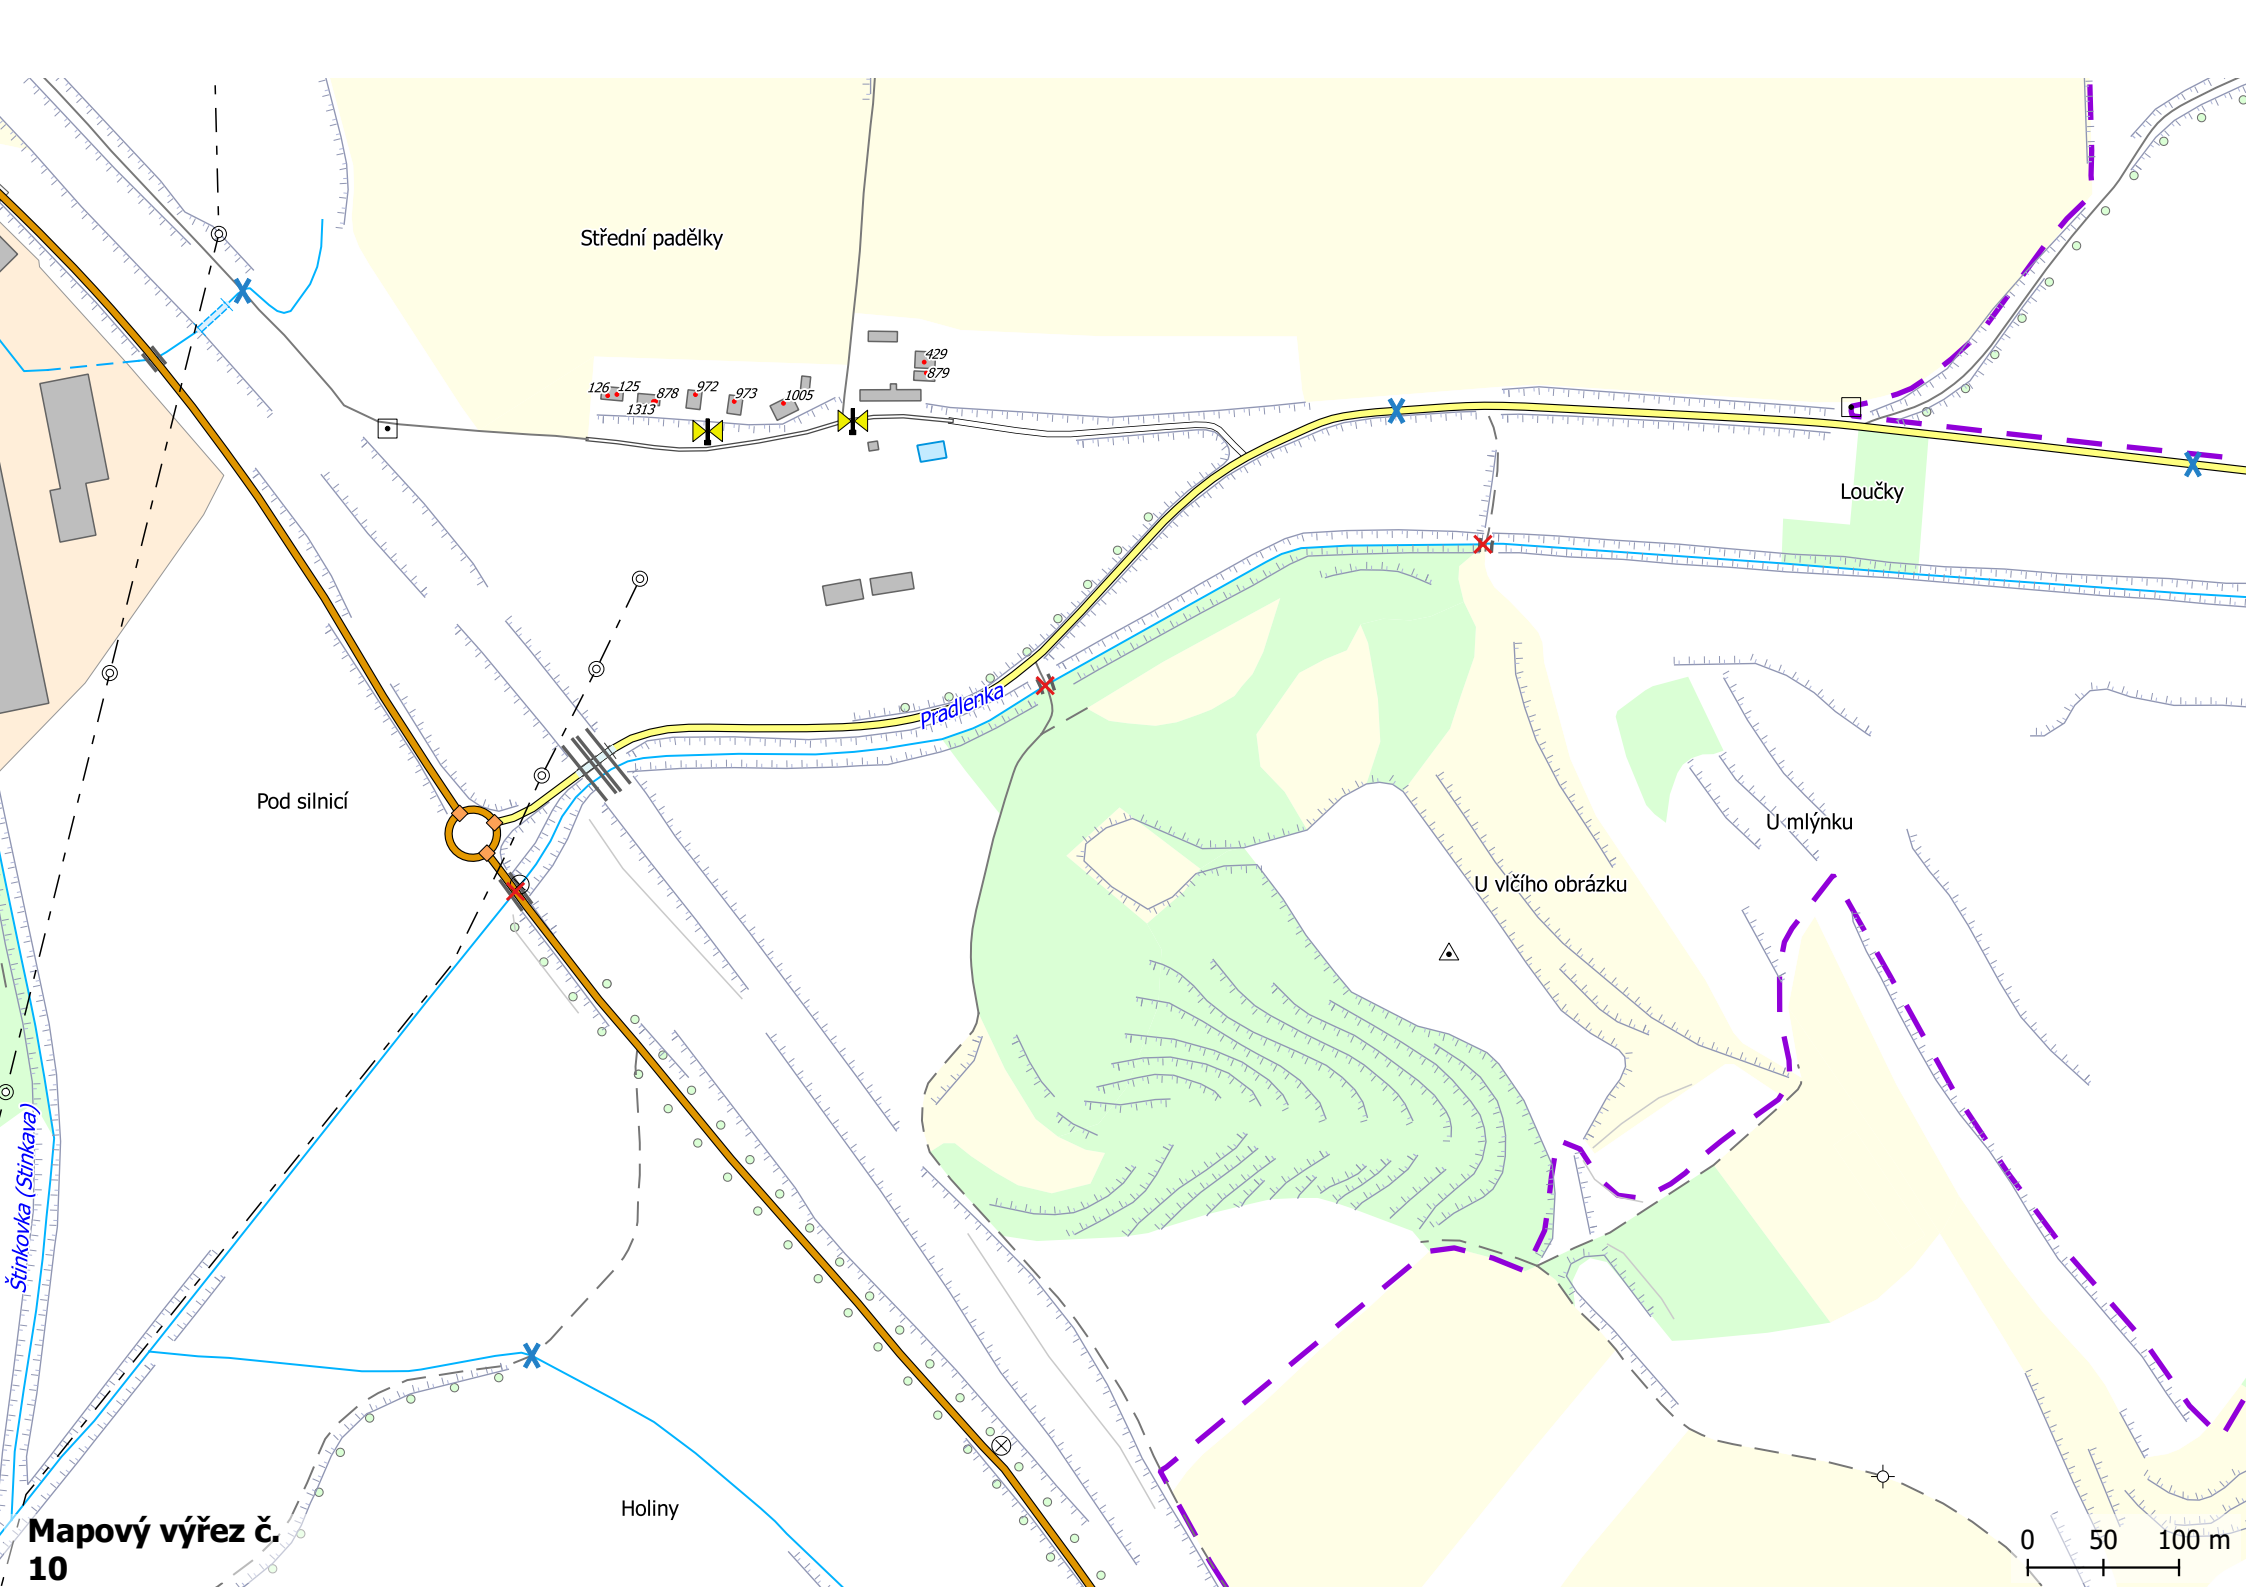 Střední padělky
429
879
126
125
878
972
973
1005
1313
Loučky
Pradlenka
Pod silnicí
U mlýnku
U vlčího obrázku
Štinkovka (Stinkava)
Holiny
Mapový výřez č.
10
0 50 100 m